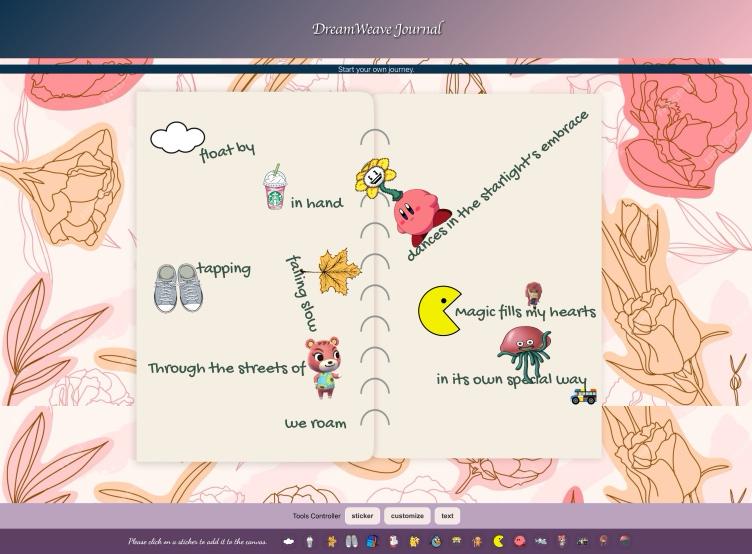 DreamWeave Journal
Start your own journey.
float by
in hand
tapping
falling slow
Through the streets of
we roam
dances in the starlight's embrace
Magic fills my hearts
in its own special way
Tools Controller sticker customize text
Please click on a sticker to add it to the canvas.